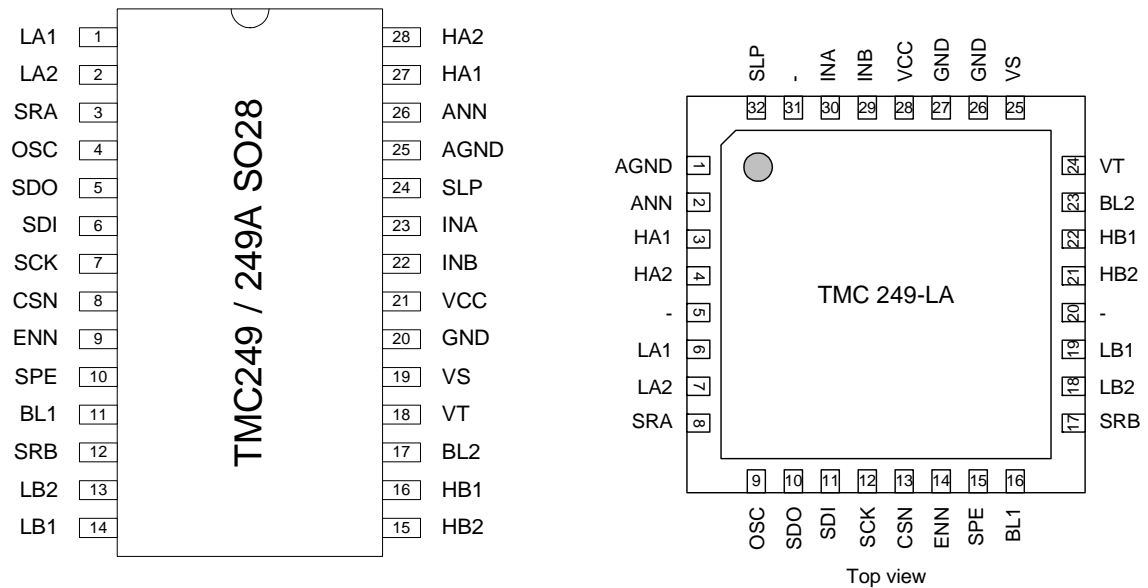 LA1 1 28 HA2
LA2 2 27 HA1
SRA 3 26 ANN
OSC 4 25 AGND
SDO 5 24 SLP
SDI 6 23 INA
SCK 7 22 INB
CSN 8 21 VCC
ENN 9 20 GND
SPE 10 19 VS
BL1 11 18 VT
SRB 12 17 BL2
LB2 13 16 HB1
LB1 14 15 HB2
TMC249 / 249A SO28
SLP - INA INB VCC GND GND VS
32 31 30 29 28 27 26 25
AGND 1 24 VT
ANN 2 23 BL2
HA1 3 22 HB1
HA2 4 21 HB2
- 5 20 -
LA1 6 19 LB1
LA2 7 18 LB2
SRA 8 17 SRB
TMC 249-LA
9 10 11 12 13 14 15 16
OSC SDO SDI SCK CSN ENN SPE BL1
Top view